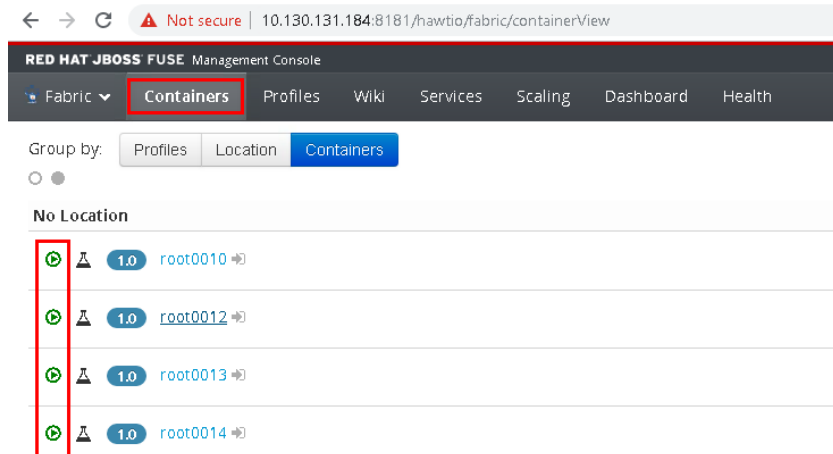 Not secure | 10.130.131.184:8181/hawtio/fabric/containerView
RED HAT JBOSS FUSE Management Console
Fabric Containers Profiles Wiki Services Scaling Dashboard Health
Group by: Profiles Location Containers
No Location
1.0 root0010
1.0 root0012
1.0 root0013
1.0 root0014